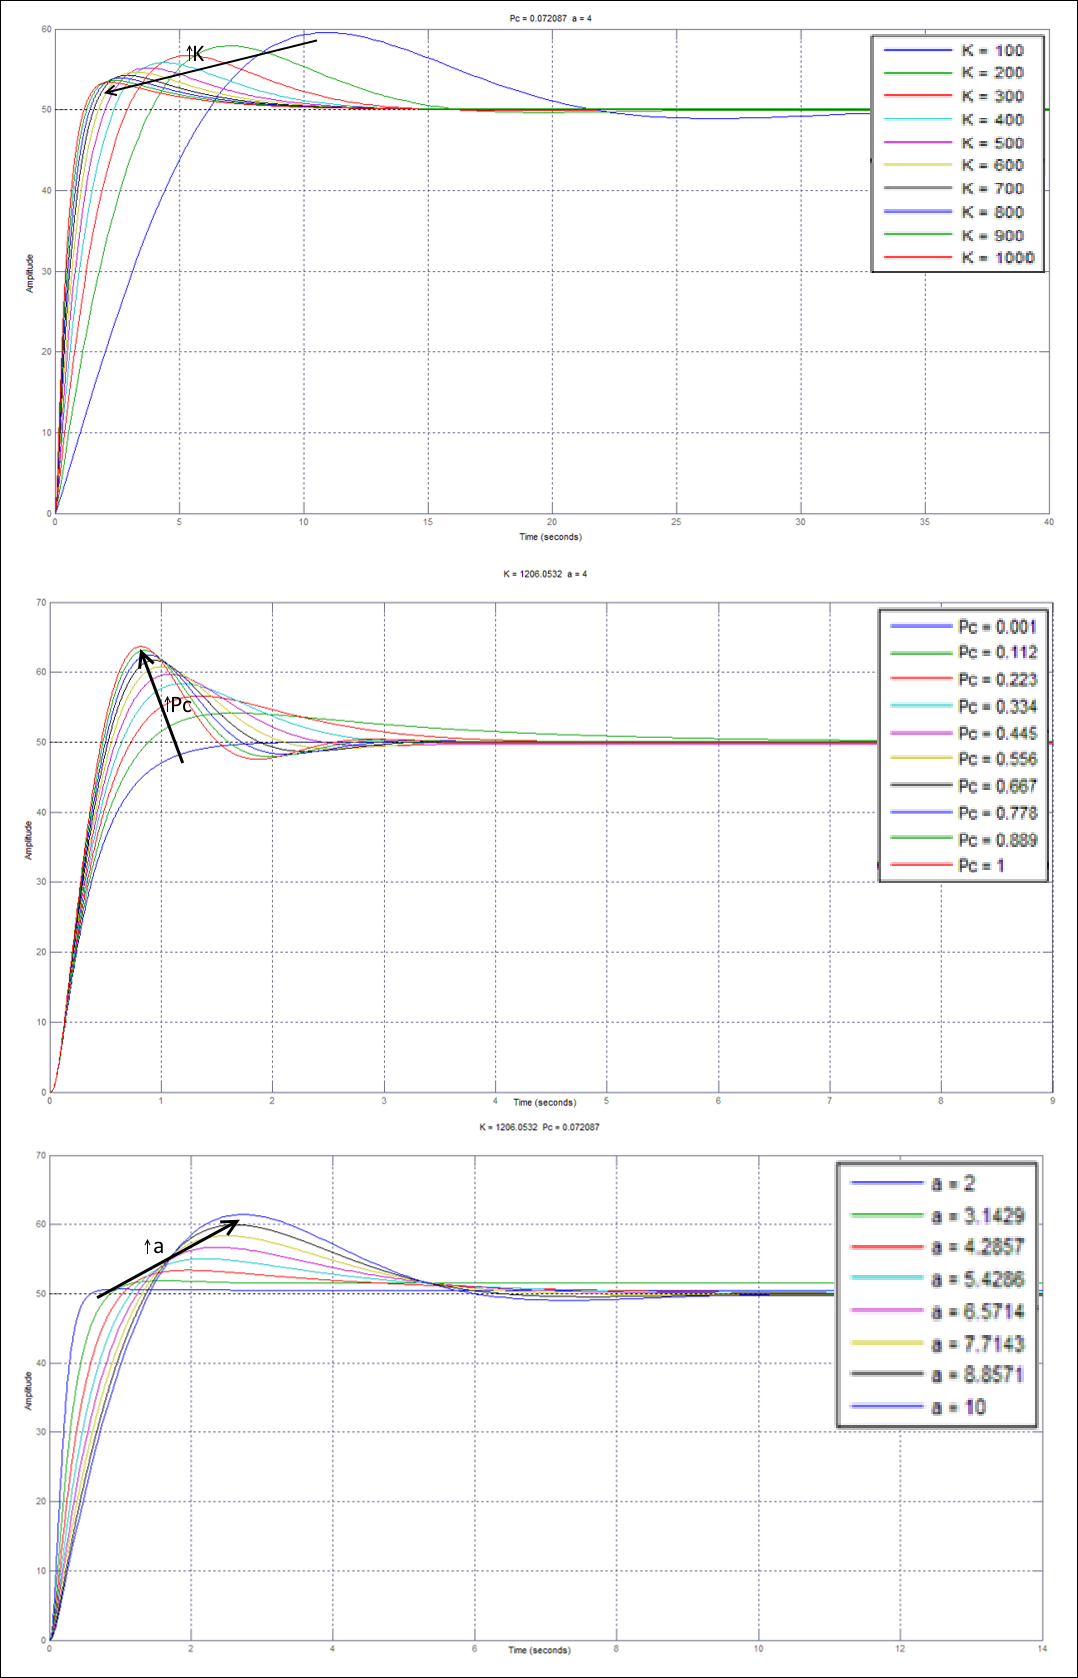 Pc = 0.072087 a = 4
60
50
40
30
20
10
0
Amplitude
↑K
K = 100
K = 200
K = 300
K = 400
K = 500
K = 600
K = 700
K = 800
K = 900
K = 1000
0 5 10 15 20 25 30 35 40
Time (seconds)
K = 1206.0532 a = 4
70
60
50
40
30
20
10
0
Amplitude
↑Pc
Pc = 0.001
Pc = 0.112
Pc = 0.223
Pc = 0.334
Pc = 0.445
Pc = 0.556
Pc = 0.667
Pc = 0.778
Pc = 0.889
Pc = 1
0 1 2 3 4 5 6 7 8 9
Time (seconds)
K = 1206.0532 Pc = 0.072087
70
60
50
40
30
20
10
0
Amplitude
↑a
a = 2
a = 3.1429
a = 4.2857
a = 5.4286
a = 6.5714
a = 7.7143
a = 8.8571
a = 10
0 2 4 6 8 10 12 14
Time (seconds)